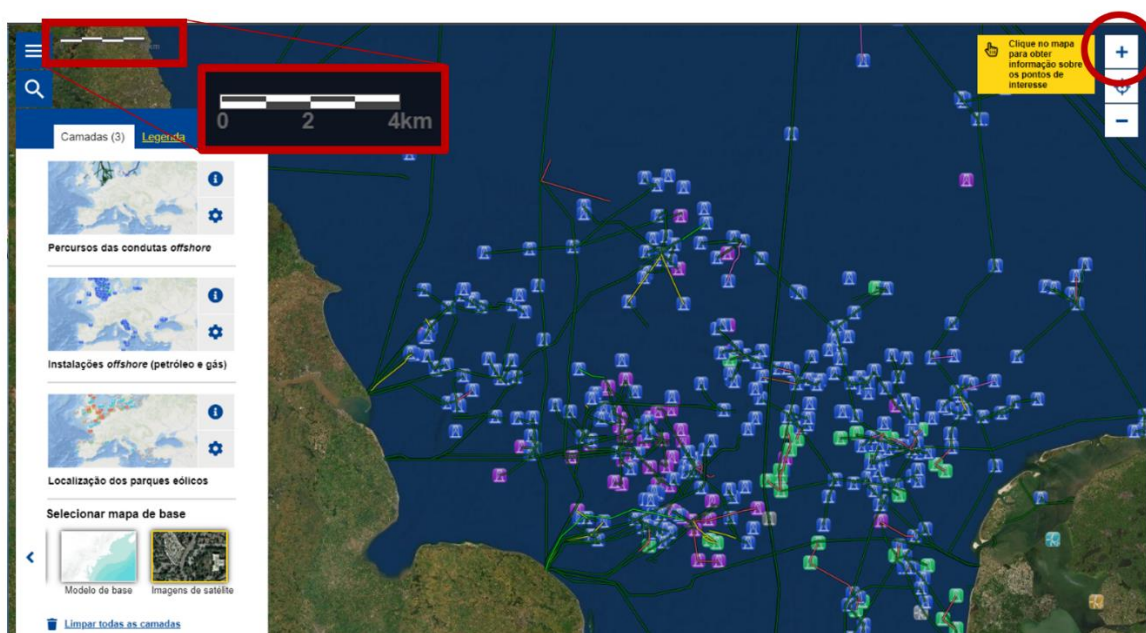 km
0 2 4km
Clique no mapa
para obter
informação sobre
os pontos de
interesse
+
−
Camadas (3) Legenda
Percursos das condutas offshore
Instalações offshore (petróleo e gás)
Localização dos parques eólicos
Selecionar mapa de base
Modelo de base Imagens de satélite
Limpar todas as camadas